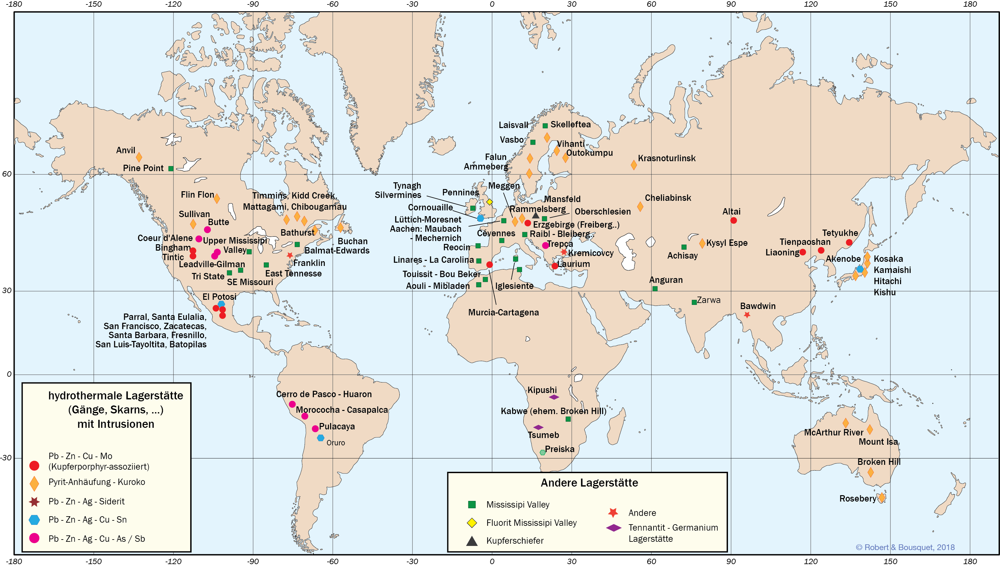 -180 -150 -120 -90 -60 -30 0 30 60 90 120 150 180
60
30
0
-30
Anvil
Pine Point
Flin Flon
Sullivan
Butte
Coeur d'Alene
Upper Mississipi
Valley
Bingham
Tintic
Leadville-Gilman
Tri State
SE Missouri
East Tennesse
Timmins, Kidd Creek,
Mattagami, Chibougamau
Bathurst
Buchan
Balmat-Edwards
Franklin
El Potosi
Parral, Santa Eulalia,
San Francisco, Zacatecas,
Santa Barbara, Fresnillo,
San Luis-Tayoltita, Batopilas
Cerro de Pasco - Huaron
Morococha - Casapalca
Pulacaya
Oruro
Laisvall
Skelleftea
Vasbo
Vihanti
Outokumpu
Falun
Ammeberg
Krasnoturlinsk
Tynagh
Silvermines
Pennines
Meggen
Cornouaille
Mansfeld
Rammelsberg
Oberschlesien
Cheliabinsk
Lüttich-Moresnet
Aachen: Maubach
- Mechernich
Erzgebirge (Freiberg..)
Cévennes
Raibl - Bleiberg..
Reocin
Trepça
Kremicovcy
Linares - La Carolina
Laurium
Touissit - Bou Beker
Aouli - Mibladen
Iglesiente
Murcia-Cartagena
Altai
Kysyl Espe
Achisay
Anguran
Zarwa
Bawdwin
Tetyukhe
Tienpaoshan
Liaoning
Akenobe
Kosaka
Kamaishi
Hitachi
Kishu
Kipushi
Kabwe (ehem. Broken Hill)
Tsumeb
Preiska
McArthur River
Mount Isa
Broken Hill
Rosebery
hydrothermale Lagerstätte
(Gänge, Skarns, ...)
mit Intrusionen
Pb - Zn - Cu - Mo
(Kupferporphyr-assoziiert)
Pyrit-Anhäufung - Kuroko
Pb - Zn - Ag - Siderit
Pb - Zn - Ag - Cu - Sn
Pb - Zn - Ag - Cu - As / Sb
Andere Lagerstätte
Mississipi Valley
Fluorit Mississipi Valley
Kupferschiefer
Andere
Tennantit - Germanium
Lagerstätte
© Robert & Bousquet, 2018
-180 -150 -120 -90 -60 -30 0 30 60 90 120 150 180